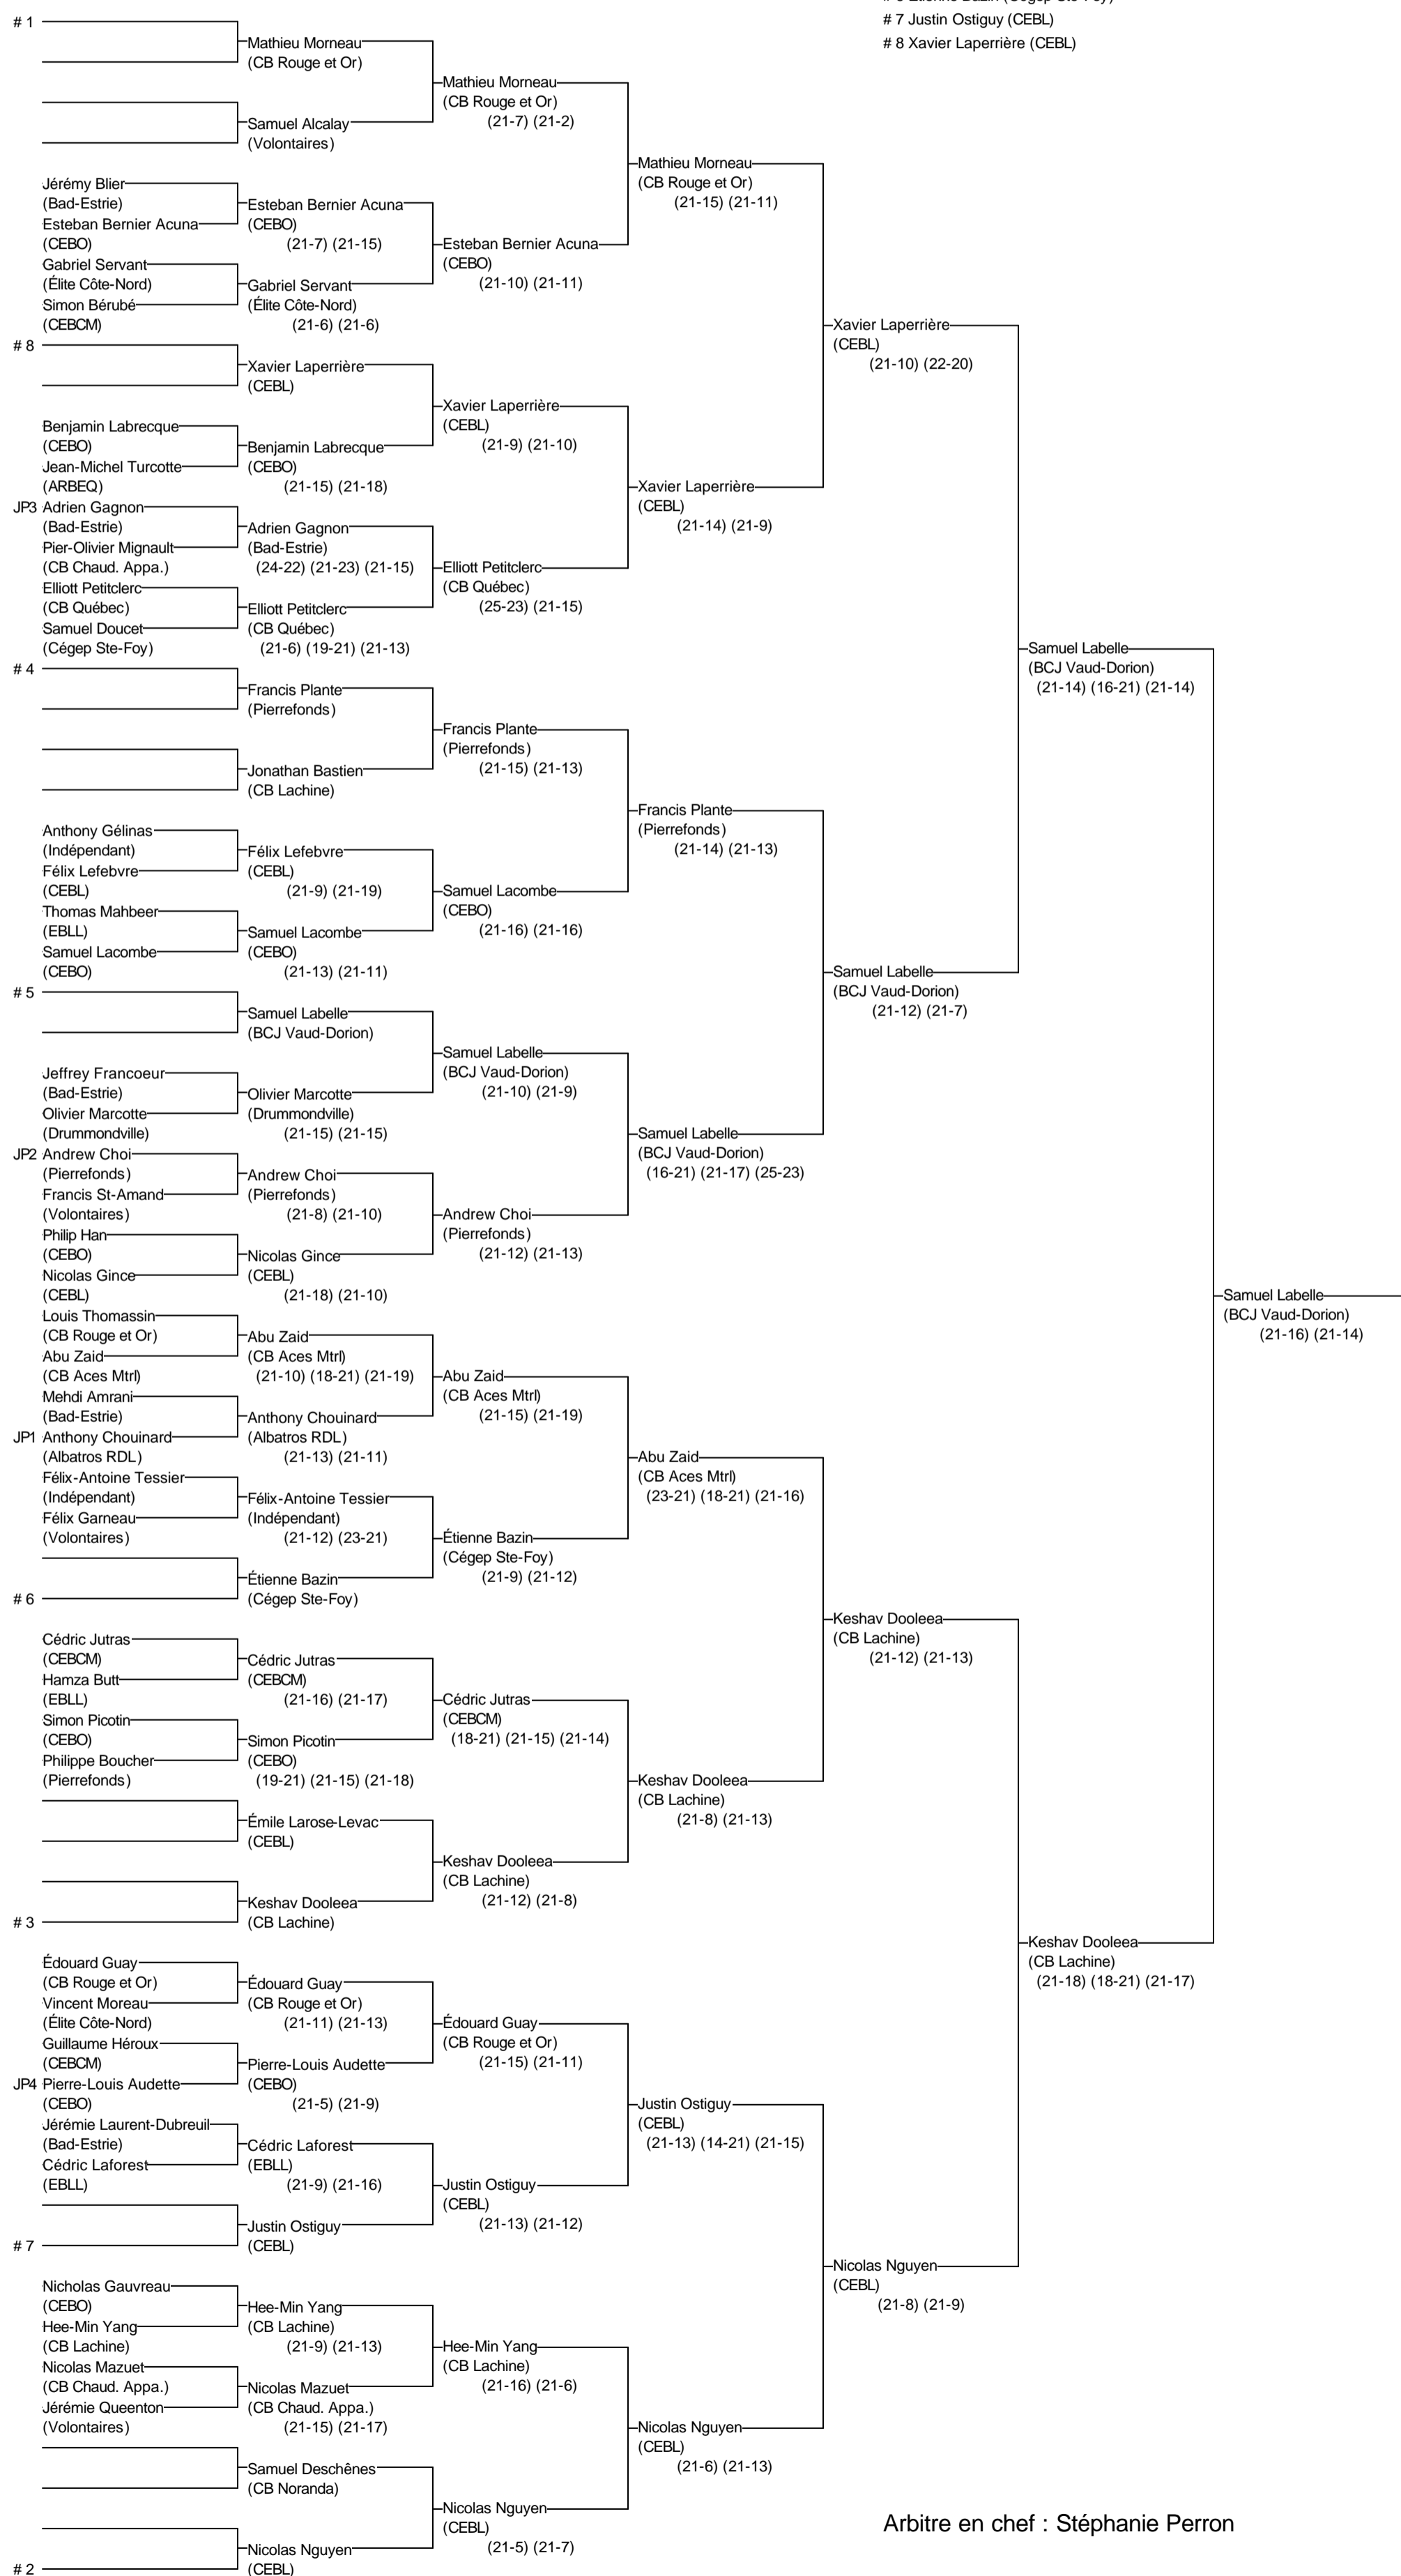 # 7 Justin Ostiguy (CEBL)
# 8 Xavier Laperrière (CEBL)
# 1
Mathieu Morneau
(CB Rouge et Or)
Mathieu Morneau
(CB Rouge et Or)
(21-7) (21-2)
Samuel Alcalay
(Volontaires)
Mathieu Morneau
(CB Rouge et Or)
(21-15) (21-11)
Jérémy Blier
(Bad-Estrie)
Esteban Bernier Acuna
(CEBO)
Esteban Bernier Acuna
(CEBO)
(21-7) (21-15)
Esteban Bernier Acuna
(CEBO)
(21-10) (21-11)
Gabriel Servant
(Élite Côte-Nord)
Simon Bérubé
(CEBCM)
Gabriel Servant
(Élite Côte-Nord)
(21-6) (21-6)
Xavier Laperrière
(CEBL)
(21-10) (22-20)
# 8
Xavier Laperrière
(CEBL)
Xavier Laperrière
(CEBL)
(21-9) (21-10)
Benjamin Labrecque
(CEBO)
Jean-Michel Turcotte
(ARBEQ)
Benjamin Labrecque
(CEBO)
(21-15) (21-18)
Xavier Laperrière
(CEBL)
(21-14) (21-9)
JP3 Adrien Gagnon
(Bad-Estrie)
Pier-Olivier Mignault
(CB Chaud. Appa.)
Adrien Gagnon
(Bad-Estrie)
(24-22) (21-23) (21-15)
Elliott Petitclerc
(CB Québec)
(25-23) (21-15)
Elliott Petitclerc
(CB Québec)
Samuel Doucet
(Cégep Ste-Foy)
Elliott Petitclerc
(CB Québec)
(21-6) (19-21) (21-13)
Samuel Labelle
(BCJ Vaud-Dorion)
(21-14) (16-21) (21-14)
# 4
Francis Plante
(Pierrefonds)
Francis Plante
(Pierrefonds)
(21-15) (21-13)
Jonathan Bastien
(CB Lachine)
Francis Plante
(Pierrefonds)
(21-14) (21-13)
Anthony Gélinas
(Indépendant)
Félix Lefebvre
(CEBL)
Félix Lefebvre
(CEBL)
(21-9) (21-19)
Samuel Lacombe
(CEBO)
(21-16) (21-16)
Thomas Mahbeer
(EBLL)
Samuel Lacombe
(CEBO)
Samuel Lacombe
(CEBO)
(21-13) (21-11)
Samuel Labelle
(BCJ Vaud-Dorion)
(21-12) (21-7)
# 5
Samuel Labelle
(BCJ Vaud-Dorion)
Samuel Labelle
(BCJ Vaud-Dorion)
(21-10) (21-9)
Jeffrey Francoeur
(Bad-Estrie)
Olivier Marcotte
(Drummondville)
Olivier Marcotte
(Drummondville)
(21-15) (21-15)
Samuel Labelle
(BCJ Vaud-Dorion)
(16-21) (21-17) (25-23)
JP2 Andrew Choi
(Pierrefonds)
Francis St-Amand
(Volontaires)
Andrew Choi
(Pierrefonds)
(21-8) (21-10)
Andrew Choi
(Pierrefonds)
(21-12) (21-13)
Philip Han
(CEBO)
Nicolas Gince
(CEBL)
Nicolas Gince
(CEBL)
(21-18) (21-10)
Samuel Labelle
(BCJ Vaud-Dorion)
(21-16) (21-14)
Louis Thomassin
(CB Rouge et Or)
Abu Zaid
(CB Aces Mtrl)
Abu Zaid
(CB Aces Mtrl)
(21-10) (18-21) (21-19)
Abu Zaid
(CB Aces Mtrl)
(21-15) (21-19)
Mehdi Amrani
(Bad-Estrie)
JP1 Anthony Chouinard
(Albatros RDL)
Anthony Chouinard
(Albatros RDL)
(21-13) (21-11)
Abu Zaid
(CB Aces Mtrl)
(23-21) (18-21) (21-16)
Félix-Antoine Tessier
(Indépendant)
Félix Garneau
(Volontaires)
Félix-Antoine Tessier
(Indépendant)
(21-12) (23-21)
Étienne Bazin
(Cégep Ste-Foy)
(21-9) (21-12)
Étienne Bazin
(Cégep Ste-Foy)
# 6
Keshav Dooleea
(CB Lachine)
(21-12) (21-13)
Cédric Jutras
(CEBCM)
Hamza Butt
(EBLL)
Cédric Jutras
(CEBCM)
(21-16) (21-17)
Cédric Jutras
(CEBCM)
(18-21) (21-15) (21-14)
Simon Picotin
(CEBO)
Philippe Boucher
(Pierrefonds)
Simon Picotin
(CEBO)
(19-21) (21-15) (21-18)
Keshav Dooleea
(CB Lachine)
(21-8) (21-13)
Émile Larose-Levac
(CEBL)
Keshav Dooleea
(CB Lachine)
(21-12) (21-8)
Keshav Dooleea
(CB Lachine)
# 3
Keshav Dooleea
(CB Lachine)
(21-18) (18-21) (21-17)
Édouard Guay
(CB Rouge et Or)
Vincent Moreau
(Élite Côte-Nord)
Édouard Guay
(CB Rouge et Or)
(21-11) (21-13)
Édouard Guay
(CB Rouge et Or)
(21-15) (21-11)
Guillaume Héroux
(CEBCM)
JP4 Pierre-Louis Audette
(CEBO)
Pierre-Louis Audette
(CEBO)
(21-5) (21-9)
Justin Ostiguy
(CEBL)
(21-13) (14-21) (21-15)
Jérémie Laurent-Dubreuil
(Bad-Estrie)
Cédric Laforest
(EBLL)
Cédric Laforest
(EBLL)
(21-9) (21-16)
Justin Ostiguy
(CEBL)
(21-13) (21-12)
Justin Ostiguy
(CEBL)
# 7
Nicolas Nguyen
(CEBL)
(21-8) (21-9)
Nicholas Gauvreau
(CEBO)
Hee-Min Yang
(CB Lachine)
Hee-Min Yang
(CB Lachine)
(21-9) (21-13)
Hee-Min Yang
(CB Lachine)
(21-16) (21-6)
Nicolas Mazuet
(CB Chaud. Appa.)
Jérémie Queenton
(Volontaires)
Nicolas Mazuet
(CB Chaud. Appa.)
(21-15) (21-17)
Nicolas Nguyen
(CEBL)
(21-6) (21-13)
Samuel Deschênes
(CB Noranda)
Nicolas Nguyen
(CEBL)
(21-5) (21-7)
Nicolas Nguyen
(CEBL)
# 2
Arbitre en chef : Stéphanie Perron